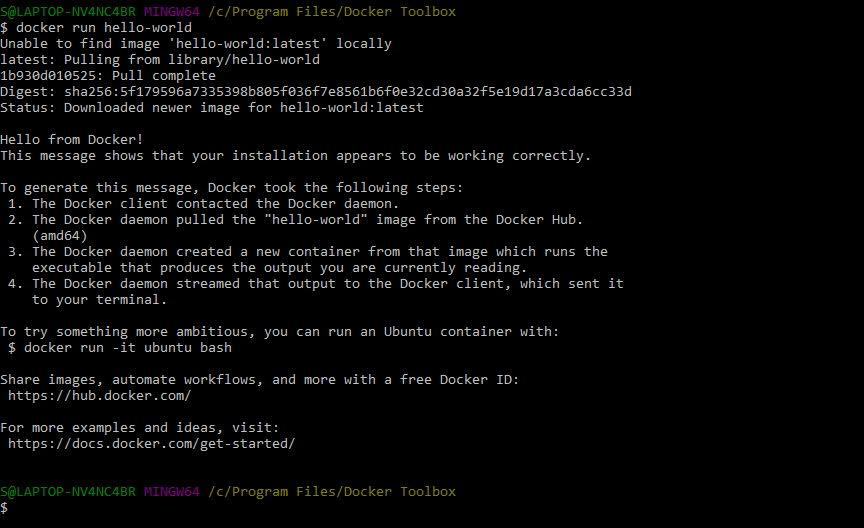 S@LAPTOP-NV4NC4BR MINGW64 /c/Program Files/Docker Toolbox
$ docker run hello-world
Unable to find image 'hello-world:latest' locally
latest: Pulling from library/hello-world
1b930d010525: Pull complete
Digest: sha256:5f179596a7335398b805f036f7e8561b6f0e32cd30a32f5e19d17a3cda6cc33d
Status: Downloaded newer image for hello-world:latest

Hello from Docker!
This message shows that your installation appears to be working correctly.

To generate this message, Docker took the following steps:
 1. The Docker client contacted the Docker daemon.
 2. The Docker daemon pulled the "hello-world" image from the Docker Hub.
    (amd64)
 3. The Docker daemon created a new container from that image which runs the
    executable that produces the output you are currently reading.
 4. The Docker daemon streamed that output to the Docker client, which sent it
    to your terminal.

To try something more ambitious, you can run an Ubuntu container with:
 $ docker run -it ubuntu bash

Share images, automate workflows, and more with a free Docker ID:
 https://hub.docker.com/

For more examples and ideas, visit:
 https://docs.docker.com/get-started/

S@LAPTOP-NV4NC4BR MINGW64 /c/Program Files/Docker Toolbox
$